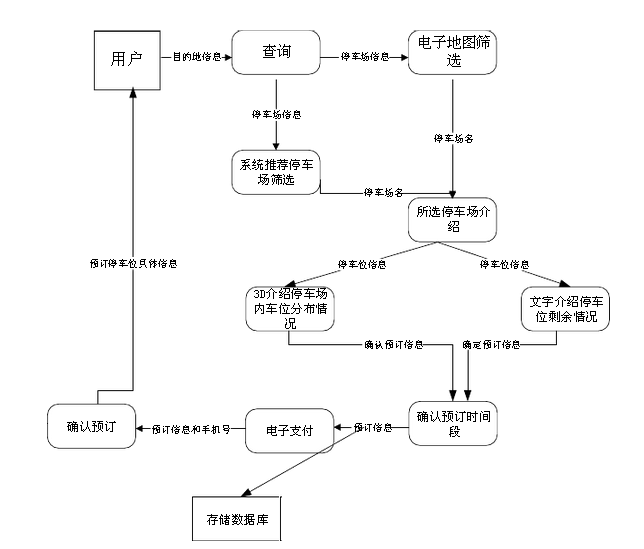 用户
目的地信息
查询
停车场信息
电子地图筛
选
停车场信息
停车场名
系统推荐停车
场筛选
停车场名
所选停车场介
绍
预订停车位具体信息
停车位信息
停车位信息
3D介绍停车场
内车位分布情
况
文字介绍停车
位剩余情况
确认预订信息
确定预订信息
确认预订
预订信息和手机号
电子支付
预订信息
确认预订时间
段
存储数据库